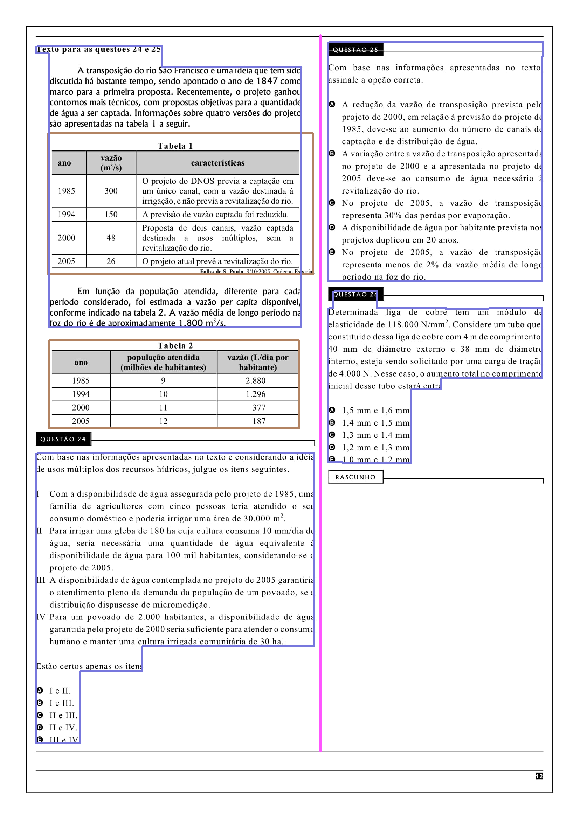 Texto para as questões 24 e 25
A transposição do rio São Francisco é uma idéia que tem sido
discutida há bastante tempo, sendo apontado o ano de 1847 como
marco para a primeira proposta. Recentemente, o projeto ganhou
contornos mais técnicos, com propostas objetivas para a quantidade
de água a ser captada. Informações sobre quatro versões do projeto
são apresentadas na tabela 1 a seguir.
Tabela 1
ano vazão (m³/s) características
1985 300 O projeto do DNOS previa a captação em
um único canal, com a vazão destinada à
irrigação, e não previa a revitalização do rio.
1994 150 A previsão de vazão captada foi reduzida.
2000 48 Proposta de dois canais, vazão captada
destinada a usos múltiplos, sem a
revitalização do rio.
2005 26 O projeto atual prevê a revitalização do rio.
Em função da população atendida, diferente para cada
período considerado, foi estimada a vazão per capita disponível,
conforme indicado na tabela 2. A vazão média de longo período na
foz do rio é de aproximadamente 1.800 m³/s.
Tabela 2
ano população atendida (milhões de habitantes) vazão (L/dia por habitante)
1985 9 2.880
1994 10 1.296
2000 11 377
2005 12 187
QUESTÃO 24
Com base nas informações apresentadas no texto e considerando a idéia
de usos múltiplos dos recursos hídricos, julgue os itens seguintes.
I Com a disponibilidade de água assegurada pelo projeto de 1985, uma
família de agricultores com cinco pessoas teria atendido o seu
consumo doméstico e poderia irrigar uma área de 30.000 m².
II Para irrigar uma gleba de 180 ha cuja cultura consuma 10 mm/dia de
água, seria necessária uma quantidade de água equivalente à
disponibilidade de água para 100 mil habitantes, considerando-se o
projeto de 2005.
III A disponibilidade de água contemplada no projeto de 2005 garantiria
o atendimento pleno da demanda da população de um povoado, se a
distribuição dispusesse de micromedição.
IV Para um povoado de 2.000 habitantes, a disponibilidade de água
garantida pelo projeto de 2000 seria suficiente para atender o consumo
humano e manter uma cultura irrigada comunitária de 30 ha.
Estão certos apenas os itens
A I e II.
B I e III.
C II e III.
D II e IV.
E III e IV.
QUESTÃO 25
Com base nas informações apresentadas no texto,
assinale a opção correta.
A A redução da vazão de transposição prevista pelo
projeto de 2000, em relação à previsão do projeto de
1985, deve-se ao aumento do número de canais de
captação e de distribuição de água.
B A variação entre a vazão de transposição apresentada
no projeto de 2000 e a apresentada no projeto de
2005 deve-se ao consumo de água necessário à
revitalização do rio.
C No projeto de 2005, a vazão de transposição
representa 30% das perdas por evaporação.
D A disponibilidade de água por habitante prevista nos
projetos duplicou em 20 anos.
E No projeto de 2005, a vazão de transposição
representa menos de 2% da vazão média de longo
período na foz do rio.
Determinada liga de cobre tem um módulo de
elasticidade de 118.000 N/mm². Considere um tubo que,
constituído dessa liga de cobre com 4 m de comprimento,
40 mm de diâmetro externo e 38 mm de diâmetro
interno, esteja sendo solicitado por uma carga de tração
de 4.000 N. Nesse caso, o aumento total no comprimento
inicial desse tubo estará entre
A 1,5 mm e 1,6 mm.
B 1,4 mm e 1,5 mm.
C 1,3 mm e 1,4 mm.
D 1,2 mm e 1,3 mm.
E 1,0 mm e 1,2 mm.
RASCUNHO